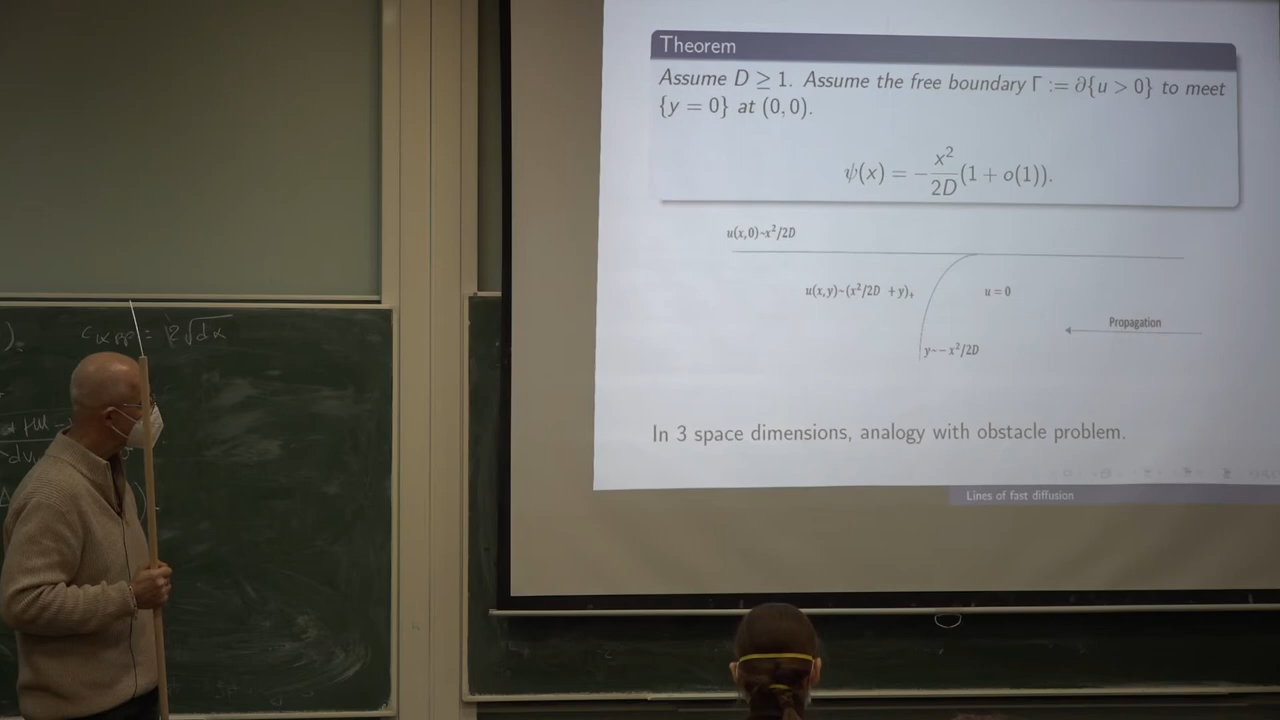 Theorem
Assume D ≥ 1. Assume the free boundary Γ := ∂{u > 0} to meet
{y = 0} at (0, 0).
ψ(x) = −x²/2D (1 + o(1)).
u(x,0)~x²/2D
u(x,y)~(x²/2D +y)₊
u = 0
Propagation
y~−x²/2D
In 3 space dimensions, analogy with obstacle problem.
Lines of fast diffusion